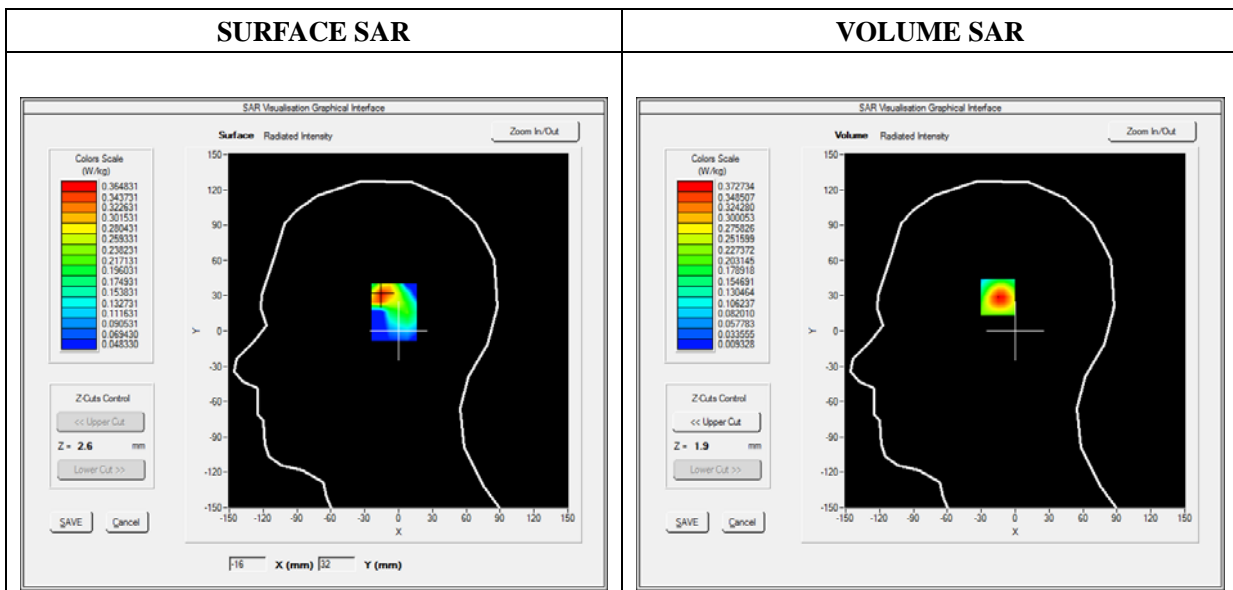 SURFACE SAR
VOLUME SAR
SAR Visualisation Graphical Interface
Surface Radiated Intensity
Zoom In/Out
Colors Scale
(W/kg)
0.364831
0.343731
0.322631
0.301531
0.280431
0.259331
0.238231
0.217131
0.196031
0.174931
0.153831
0.132731
0.111631
0.090531
0.069430
0.048330
Z-Cuts Control
<< Upper Cut
Z = 2.6 mm
Lower Cut >>
SAVE Cancel
150
120
90
60
30
0
-30
-60
-90
-120
-150
Y
-150 -120 -90 -60 -30 0 30 60 90 120 150
X
-16 X (mm) 32 Y (mm)
SAR Visualisation Graphical Interface
Volume Radiated Intensity
Zoom In/Out
Colors Scale
(W/kg)
0.372734
0.348507
0.324280
0.300053
0.275826
0.251599
0.227372
0.203145
0.178918
0.154691
0.130464
0.106237
0.082010
0.057783
0.033555
0.009328
Z-Cuts Control
<< Upper Cut
Z = 1.9 mm
Lower Cut >>
SAVE Cancel
150
120
90
60
30
0
-30
-60
-90
-120
-150
Y
-150 -120 -90 -60 -30 0 30 60 90 120 150
X